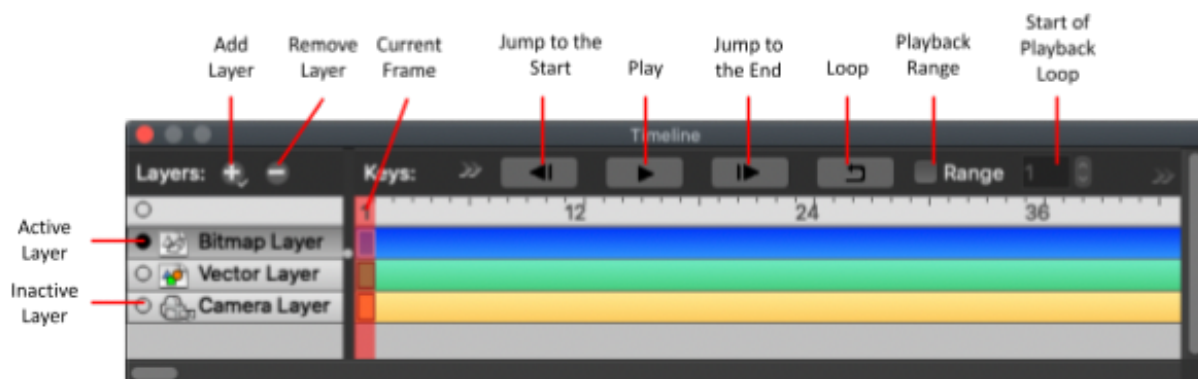 Start of
Playback
Loop
Add
Layer
Remove
Layer
Current
Frame
Jump to the
Start
Play
Jump to
the End
Loop
Playback
Range
Timeline
Layers:
Keys:
Range
1
1
12
24
36
Active
Layer
Bitmap Layer
Vector Layer
Inactive
Layer
Camera Layer